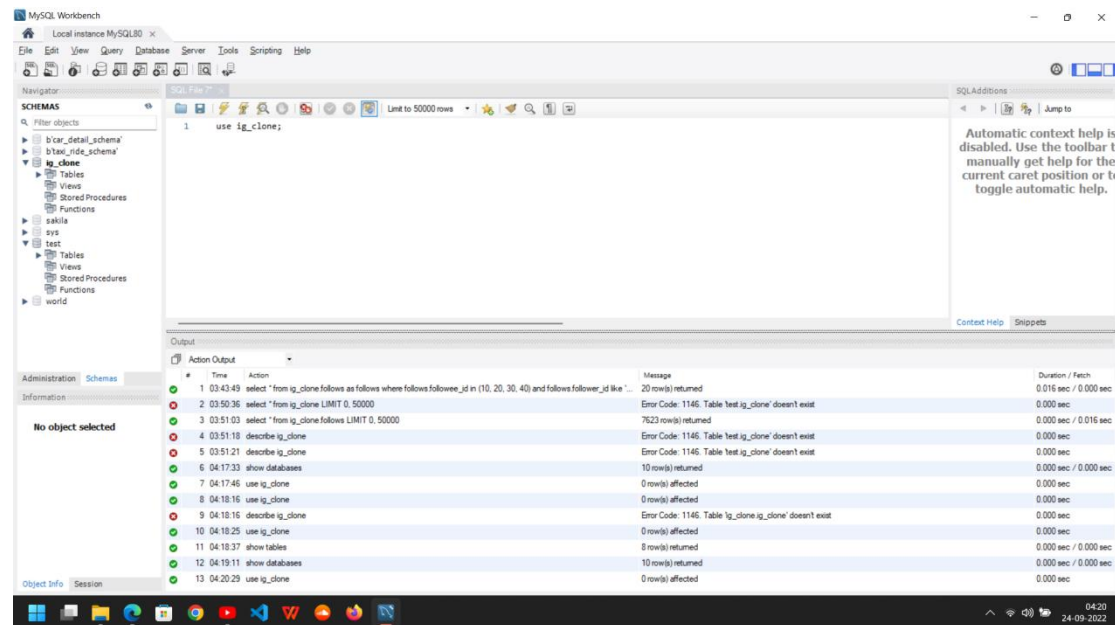 MySQL Workbench
Local instance MySQL80 ×
File Edit View Query Database Server Tools Scripting Help
Navigator
SCHEMAS
Filter objects
b'car_detail_schema'
b'taxi_ride_schema'
ig_clone
Tables
Views
Stored Procedures
Functions
sakila
sys
test
Tables
Views
Stored Procedures
Functions
world
Administration Schemas
Information
No object selected
Object Info Session
SQL File 7*
Limit to 50000 rows
1 use ig_clone;
SQLAdditions
Jump to
Automatic context help is
disabled. Use the toolbar t
manually get help for the
current caret position or t
toggle automatic help.
Context Help Snippets
Output
Action Output
# Time Action Message Duration / Fetch
1 03:43:49 select * from ig_clone.follows as follows where follows.followee_id in (10, 20, 30, 40) and follows.follower_id like '... 20 row(s) returned 0.016 sec / 0.000 sec
2 03:50:36 select * from ig_clone LIMIT 0, 50000 Error Code: 1146. Table 'test.ig_clone' doesn't exist 0.000 sec
3 03:51:03 select * from ig_clone.follows LIMIT 0, 50000 7623 row(s) returned 0.000 sec / 0.016 sec
4 03:51:18 describe ig_clone Error Code: 1146. Table 'test.ig_clone' doesn't exist 0.000 sec
5 03:51:21 describe ig_clone Error Code: 1146. Table 'test.ig_clone' doesn't exist 0.000 sec
6 04:17:33 show databases 10 row(s) returned 0.000 sec / 0.000 sec
7 04:17:46 use ig_clone 0 row(s) affected 0.000 sec
8 04:18:16 use ig_clone 0 row(s) affected 0.000 sec
9 04:18:16 describe ig_clone Error Code: 1146. Table 'ig_clone.ig_clone' doesn't exist 0.000 sec
10 04:18:25 use ig_clone 0 row(s) affected 0.000 sec
11 04:18:37 show tables 8 row(s) returned 0.000 sec / 0.000 sec
12 04:19:11 show databases 10 row(s) returned 0.000 sec / 0.000 sec
13 04:20:29 use ig_clone 0 row(s) affected 0.000 sec
04:20
24-09-2022